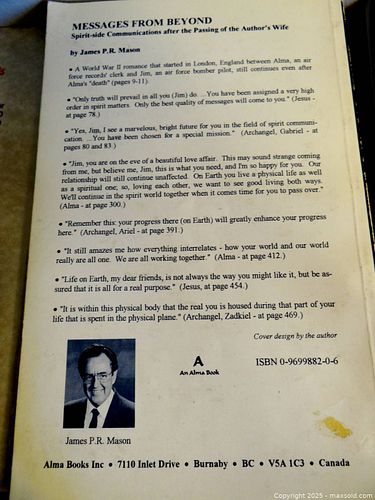 MESSAGES FROM BEYOND
Spirit-side Communications after the Passing of the Author's Wife
by James P.R. Mason
• A World War II romance that started in London, England between Alma, an air
force records' clerk and Jim, an air force bomber pilot, still continues even after
Alma's "death" (pages 9-11).
• "Only truth will prevail in all you (Jim) do. ...You have been assigned a very high
order in spirit matters. Only the best quality of messages will come to you." (Jesus -
at page 78.)
• "Yes, Jim, I see a marvelous, bright future for you in the field of spirit communi-
cation. ...You have been chosen for a special mission." (Archangel, Gabriel - at
pages 80 and 83.)
• "Jim, you are on the eve of a beautiful love affair. This may sound strange coming
from me, but believe me, Jim, this is what you need, and I'm so happy for you. Our
relationship will still continue unaffected. On Earth you live a physical life as well
as a spiritual one; so, loving each other, we want to see good living both ways.
We'll continue in the spirit world together when it comes time for you to pass over."
(Alma - at page 300.)
• "Remember this: your progress there (on Earth) will greatly enhance your progress
here." (Archangel, Ariel - at page 391.)
• "It still amazes me how everything interrelates - how your world and our world
really are all one. We are all working together." (Alma - at page 412.)
• "Life on Earth, my dear friends, is not always the way you might like it, but be as-
sured that it is all for a real purpose." (Jesus, at page 454.)
• "It is within this physical body that the real you is housed during that part of your
life that is spent in the physical plane." (Archangel, Zadkiel - at page 469.)
Cover design by the author
A
An Alma Book
ISBN 0-9699882-0-6
James P.R. Mason
Alma Books Inc • 7110 Inlet Drive • Burnaby • BC • V5A 1C3 • Canada
Copyright 2025 - maxsold.com